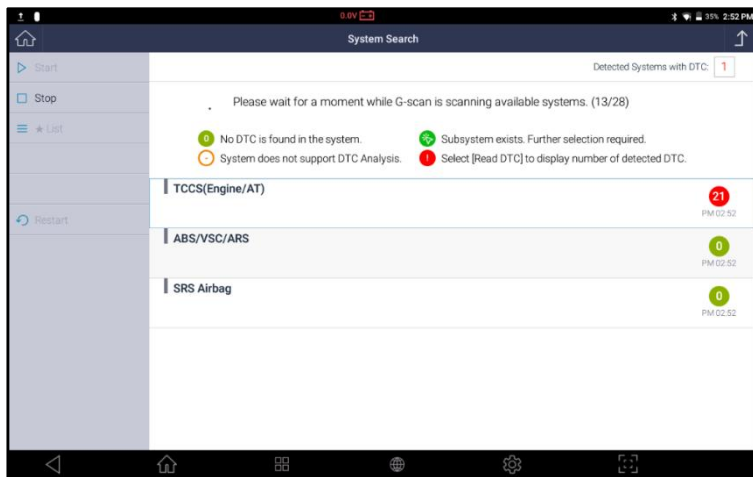 0.0V
35% 2:52 PM
System Search
Start
Detected Systems with DTC: 1
Stop
Please wait for a moment while G-scan is scanning available systems. (13/28)
★ List
0 No DTC is found in the system.
Subsystem exists. Further selection required.
System does not support DTC Analysis.
! Select [Read DTC] to display number of detected DTC.
TCCS(Engine/AT)
21
PM 02:52
Restart
ABS/VSC/ARS
0
PM 02:52
SRS Airbag
0
PM 02:52